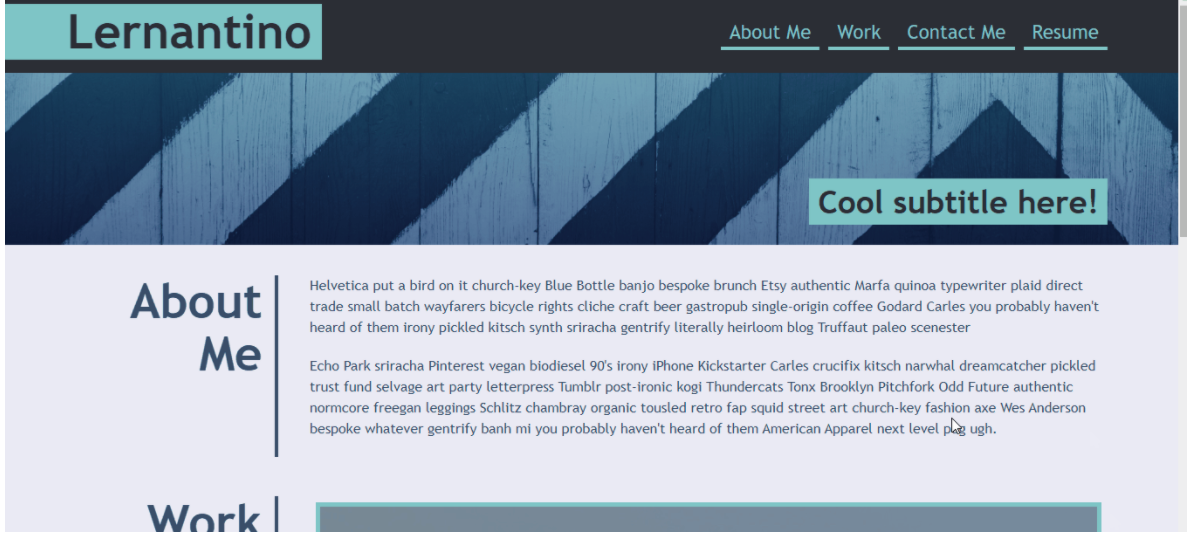 Lernantino
About Me Work Contact Me Resume
Cool subtitle here!
About
Me
Helvetica put a bird on it church-key Blue Bottle banjo bespoke brunch Etsy authentic Marfa quinoa typewriter plaid direct
trade small batch wayfarers bicycle rights cliche craft beer gastropub single-origin coffee Godard Carles you probably haven't
heard of them irony pickled kitsch synth sriracha gentrify literally heirloom blog Truffaut paleo scenester
Echo Park sriracha Pinterest vegan biodiesel 90's irony iPhone Kickstarter Carles crucifix kitsch narwhal dreamcatcher pickled
trust fund selvage art party letterpress Tumblr post-ironic kogi Thundercats Tonx Brooklyn Pitchfork Odd Future authentic
normcore freegan leggings Schlitz chambray organic tousled retro fap squid street art church-key fashion axe Wes Anderson
bespoke whatever gentrify banh mi you probably haven't heard of them American Apparel next level pug ugh.
Work